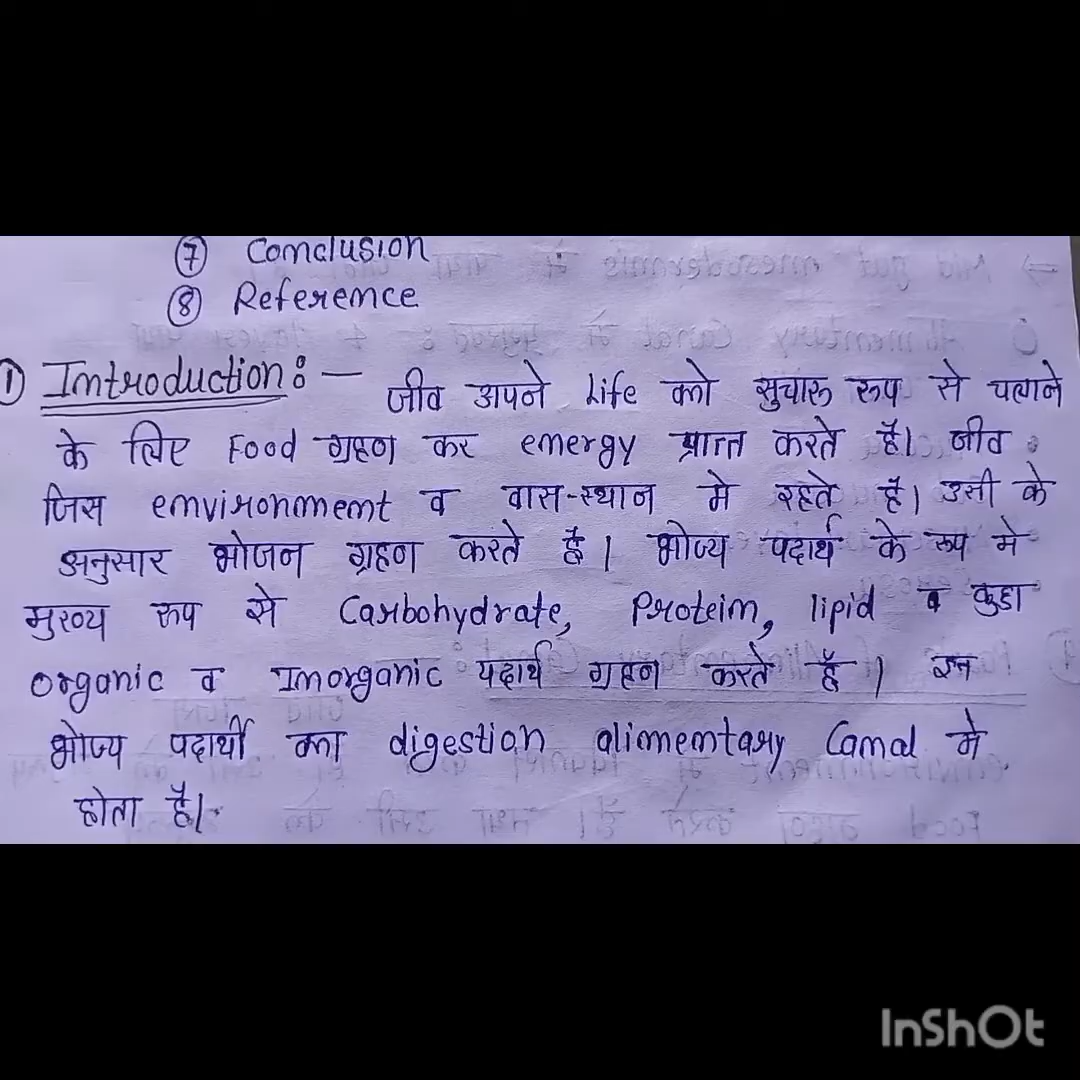 ⑦ Conclusion
⑧ Reference
① Introduction:— जीव अपने Life को सुचारू रूप से चलाने
के लिए Food ग्रहण कर energy प्राप्त करते है। जीव
जिस environment व वास-स्थान मे रहते है। उसी के
अनुसार भोजन ग्रहण करते है। भोज्य पदार्थ के रूप मे
मुख्य रूप से Carbohydrate, Protein, lipid व कुछ
organic व Inorganic पदार्थ ग्रहण करते है। इन
भोज्य पदार्थो का digestion alimentary Canal मे
होता है।
InShOt